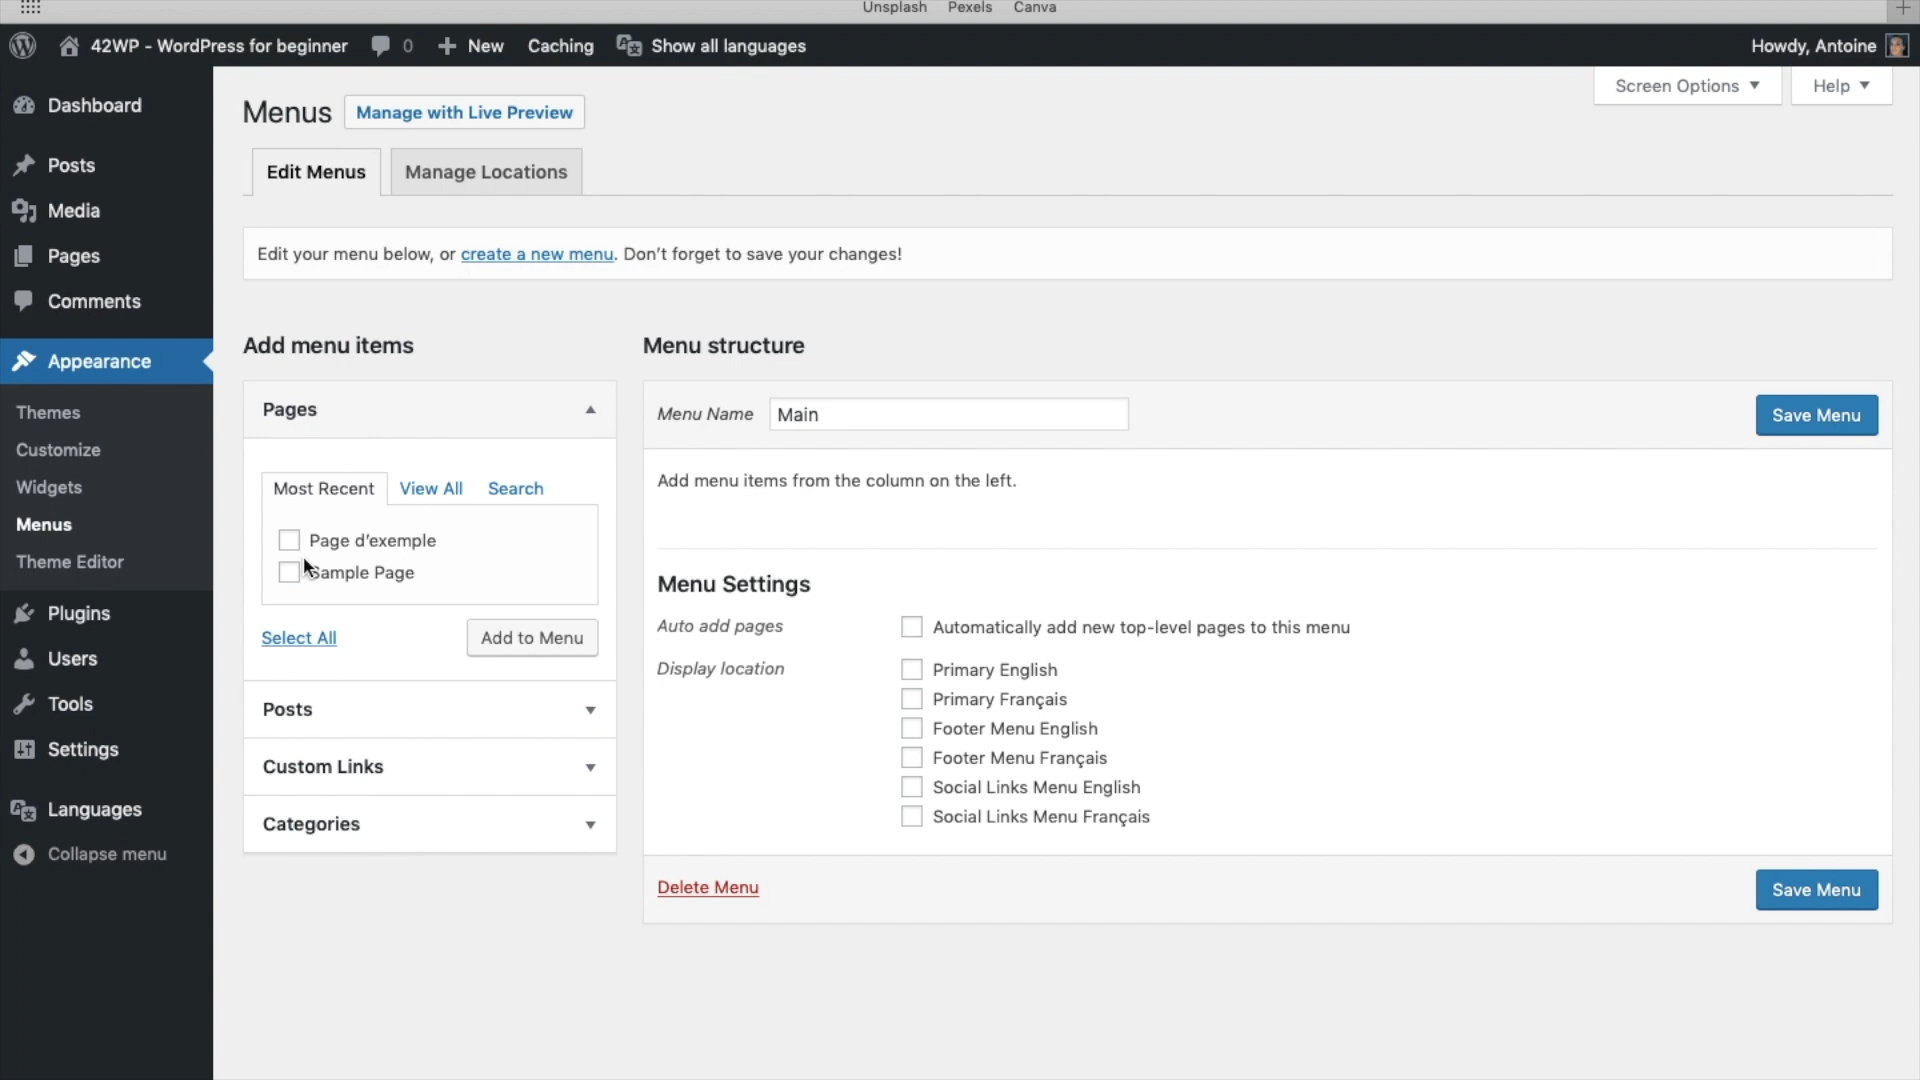 Unsplash Pexels Canva
42WP - WordPress for beginner 0 New Caching Show all languages Howdy, Antoine
Screen Options Help
Dashboard
Posts
Media
Pages
Comments
Appearance
Themes
Customize
Widgets
Menus
Theme Editor
Plugins
Users
Tools
Settings
Languages
Collapse menu
Menus Manage with Live Preview
Edit Menus Manage Locations
Edit your menu below, or create a new menu. Don’t forget to save your changes!
Add menu items
Pages
Most Recent View All Search
Page d’exemple
Sample Page
Select All Add to Menu
Posts
Custom Links
Categories
Menu structure
Menu Name Main Save Menu
Add menu items from the column on the left.
Menu Settings
Auto add pages Automatically add new top-level pages to this menu
Display location Primary English
Primary Français
Footer Menu English
Footer Menu Français
Social Links Menu English
Social Links Menu Français
Delete Menu Save Menu